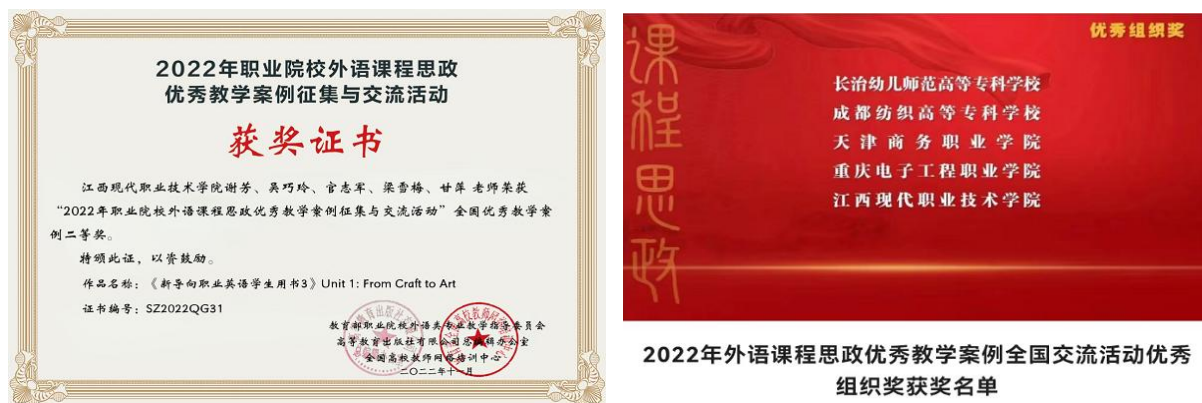 2022年职业院校外语课程思政
优秀教学案例征集与交流活动
获奖证书
江西现代职业技术学院谢芳、吴巧玲、官志军、梁雪梅、甘萍 老师荣获
“2022年职业院校外语课程思政优秀教学案例征集与交流活动”全国优秀教学案
例二等奖。
特颁此证，以资鼓励。
作品名称：《新导向职业英语学生用书3》Unit 1: From Craft to Art
证书编号：SZ2022QG31
教育部职业院校外语类专业教学指导委员会
高等教育出版社有限公司总编辑办公室
全国高校教师网络培训中心
二〇二二年十一月
课程思政
优秀组织奖
长治幼儿师范高等专科学校
成都纺织高等专科学校
天津商务职业学院
重庆电子工程职业学院
江西现代职业技术学院
2022年外语课程思政优秀教学案例全国交流活动优秀
组织奖获奖名单